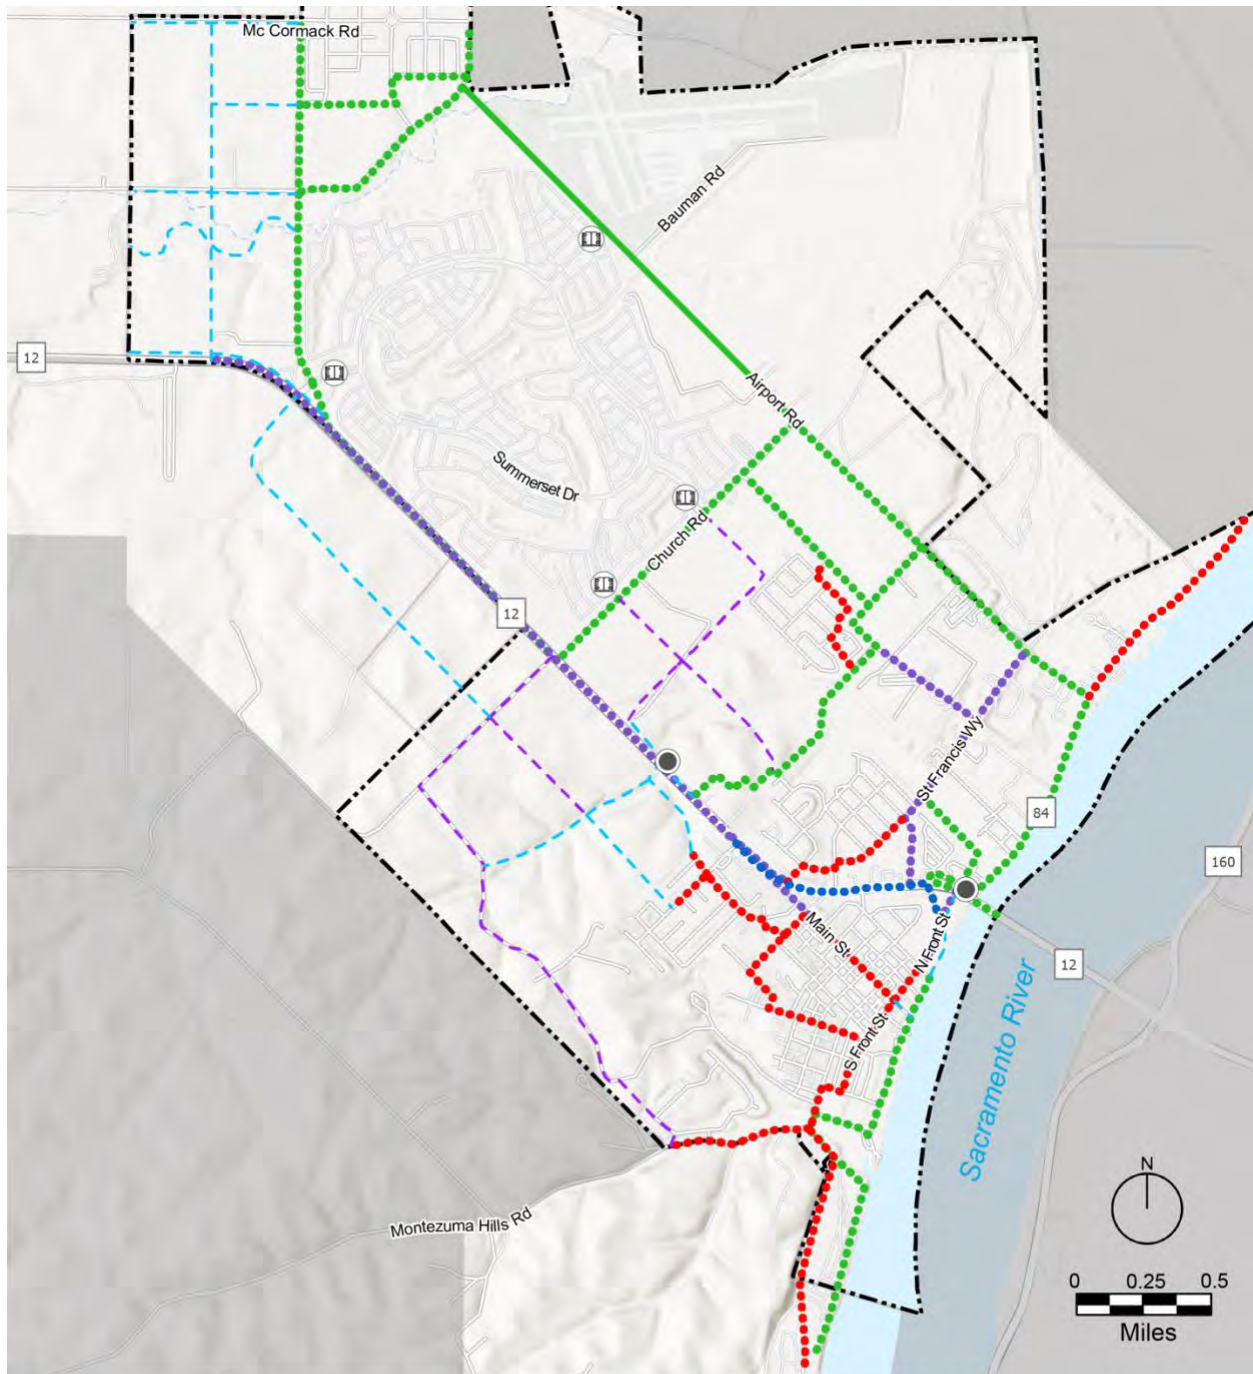 Mc Cormack Rd
Bauman Rd
12
Airport Rd
Summerset Dr
Church Rd
12
St Francis Wy
84
160
Main St
N Front St
12
S Front St
Sacramento River
Montezuma Hills Rd
N
0 0.25 0.5
Miles